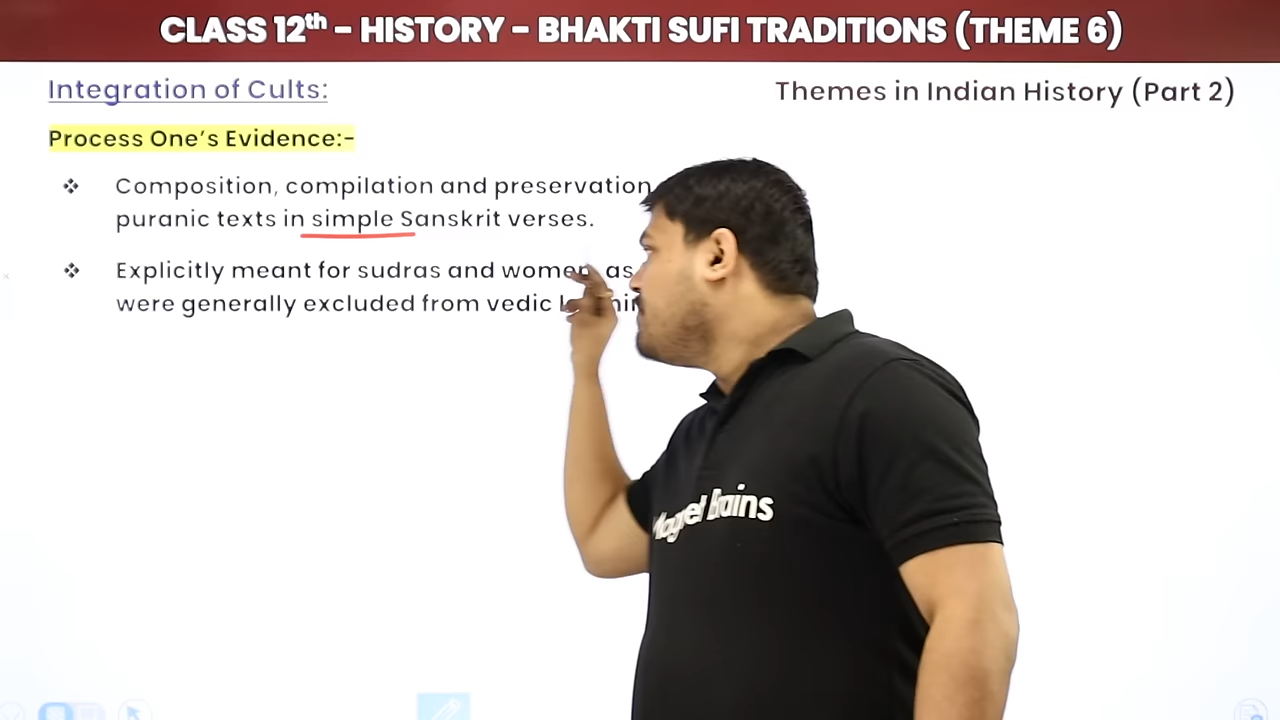 CLASS 12th - HISTORY - BHAKTI SUFI TRADITIONS (THEME 6)
Integration of Cults:
Themes in Indian History (Part 2)
Process One's Evidence:-
❖ Composition, compilation and preservation
puranic texts in simple Sanskrit verses.
❖ Explicitly meant for sudras and women as
were generally excluded from vedic
Brains